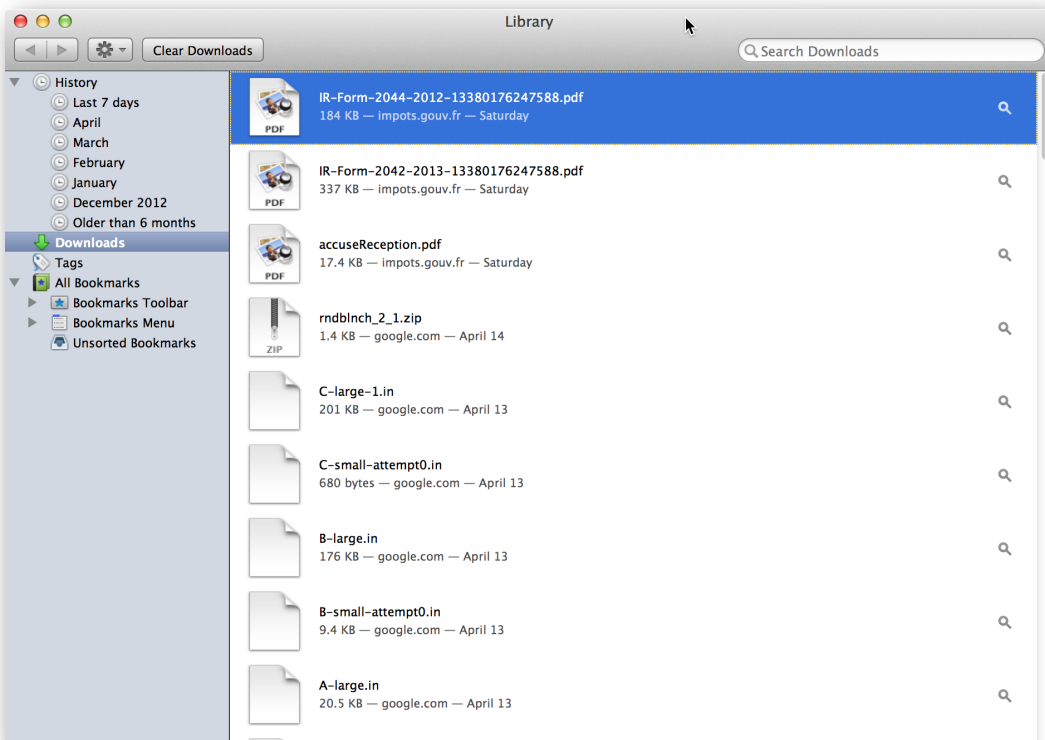 Library
Clear Downloads
Search Downloads
History
Last 7 days
April
March
February
January
December 2012
Older than 6 months
Downloads
Tags
All Bookmarks
Bookmarks Toolbar
Bookmarks Menu
Unsorted Bookmarks
PDF
IR-Form-2044-2012-13380176247588.pdf
184 KB — impots.gouv.fr — Saturday
PDF
IR-Form-2042-2013-13380176247588.pdf
337 KB — impots.gouv.fr — Saturday
PDF
accuseReception.pdf
17.4 KB — impots.gouv.fr — Saturday
ZIP
rndblnch_2_1.zip
1.4 KB — google.com — April 14
C-large-1.in
201 KB — google.com — April 13
C-small-attempt0.in
680 bytes — google.com — April 13
B-large.in
176 KB — google.com — April 13
B-small-attempt0.in
9.4 KB — google.com — April 13
A-large.in
20.5 KB — google.com — April 13